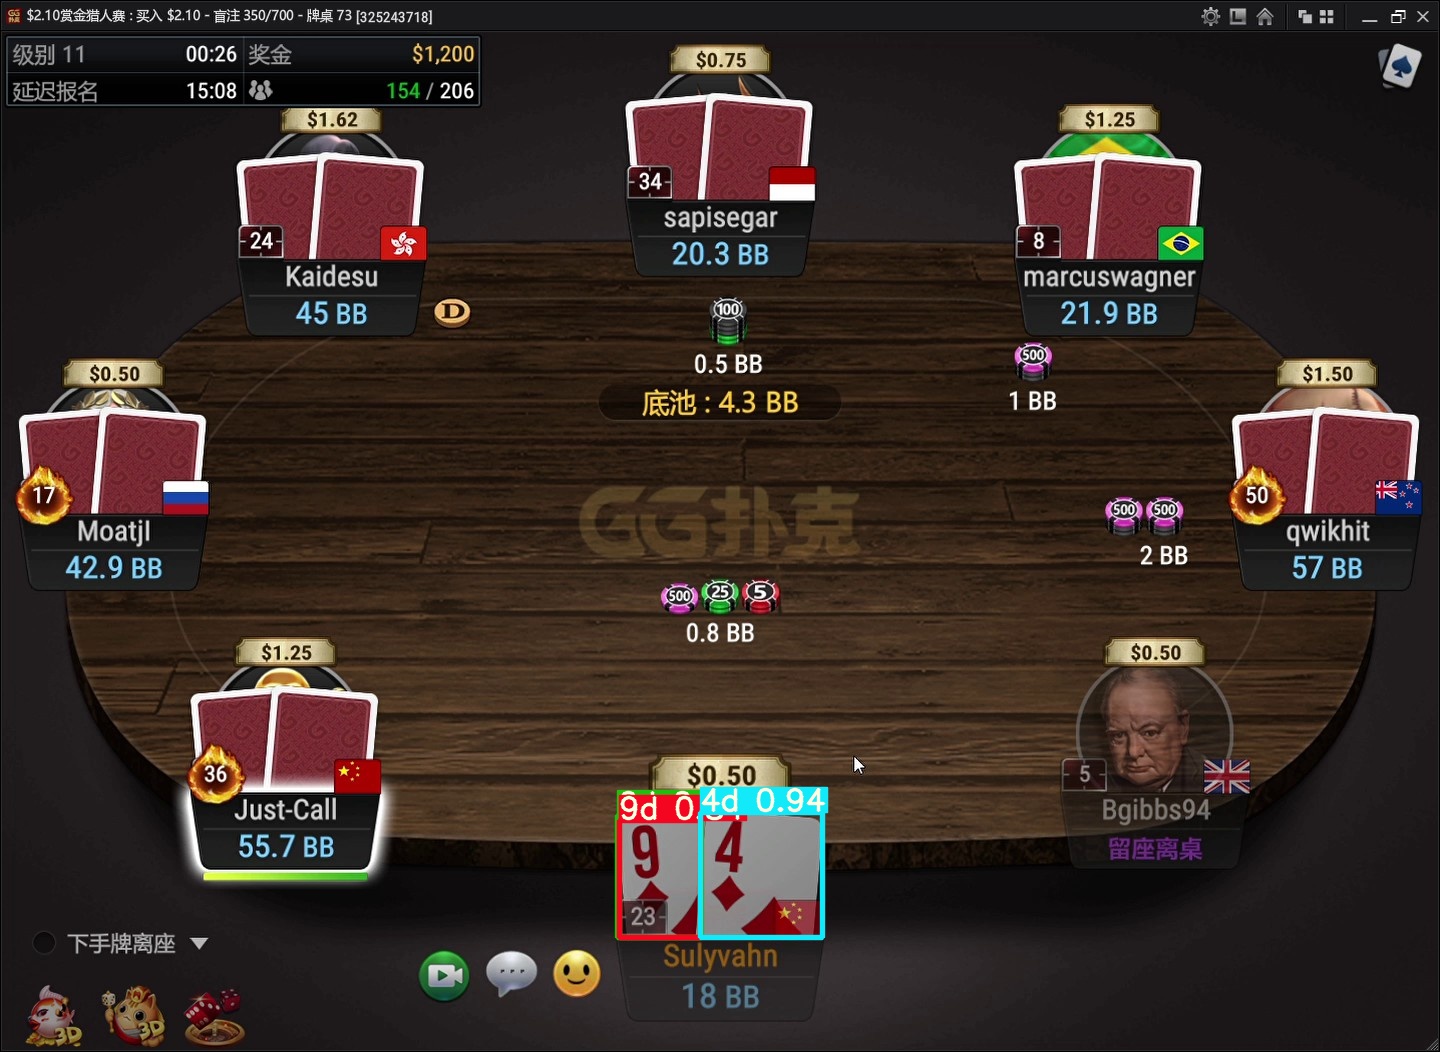 $2.10赏金猎人赛 : 买入 $2.10 - 盲注 350/700 - 牌桌 73 [325243718]
级别 11 00:26 奖金 $1,200
延迟报名 15:08 154 / 206
$0.75
34
sapisegar
20.3 BB
$1.62
24
Kaidesu
45 BB
D
$1.25
8
marcuswagner
21.9 BB
100
0.5 BB
500
1 BB
底池 : 4.3 BB
$0.50
17
Moatjl
42.9 BB
$1.50
50
qwikhit
57 BB
GG扑克
500 500
2 BB
500 25 5
0.8 BB
$1.25
36
Just-Call
55.7 BB
$0.50
5
Bgibbs94
留座离桌
$0.50
9d 4d 0.94
9 4
23
Sulyvahn
18 BB
下手牌离座
3D 3D